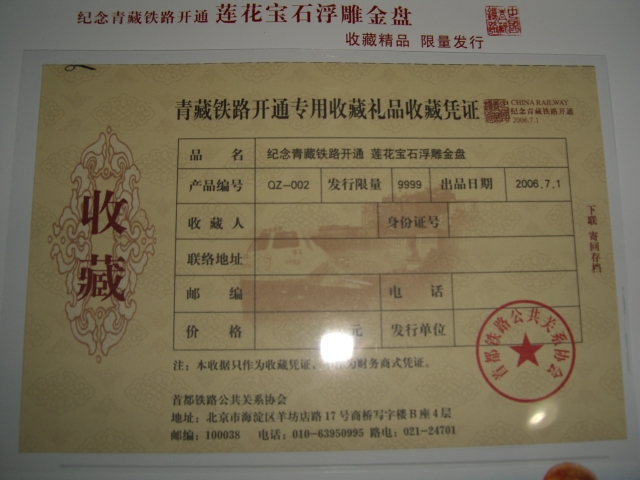 纪念青藏铁路开通 莲花宝石浮雕金盘
收藏精品 限量发行
青藏铁路开通专用收藏礼品收藏凭证
CHINA RAILWAY
纪念青藏铁路开通
2006.7.1
收藏
品 名 纪念青藏铁路开通 莲花宝石浮雕金盘
产品编号 QZ-002 发行限量 9999 出品日期 2006.7.1
收藏人 身份证号
联络地址
邮 编 电 话
价 格 元 发行单位
下联 寄回存档
首都铁路公共关系协会
注：本收据只作为收藏凭证，作为财务商式凭证。
首都铁路公共关系协会
地址：北京市海淀区羊坊店路17号商桥写字楼B座4层
邮编：100038 电话：010-63950995 路电：021-24701